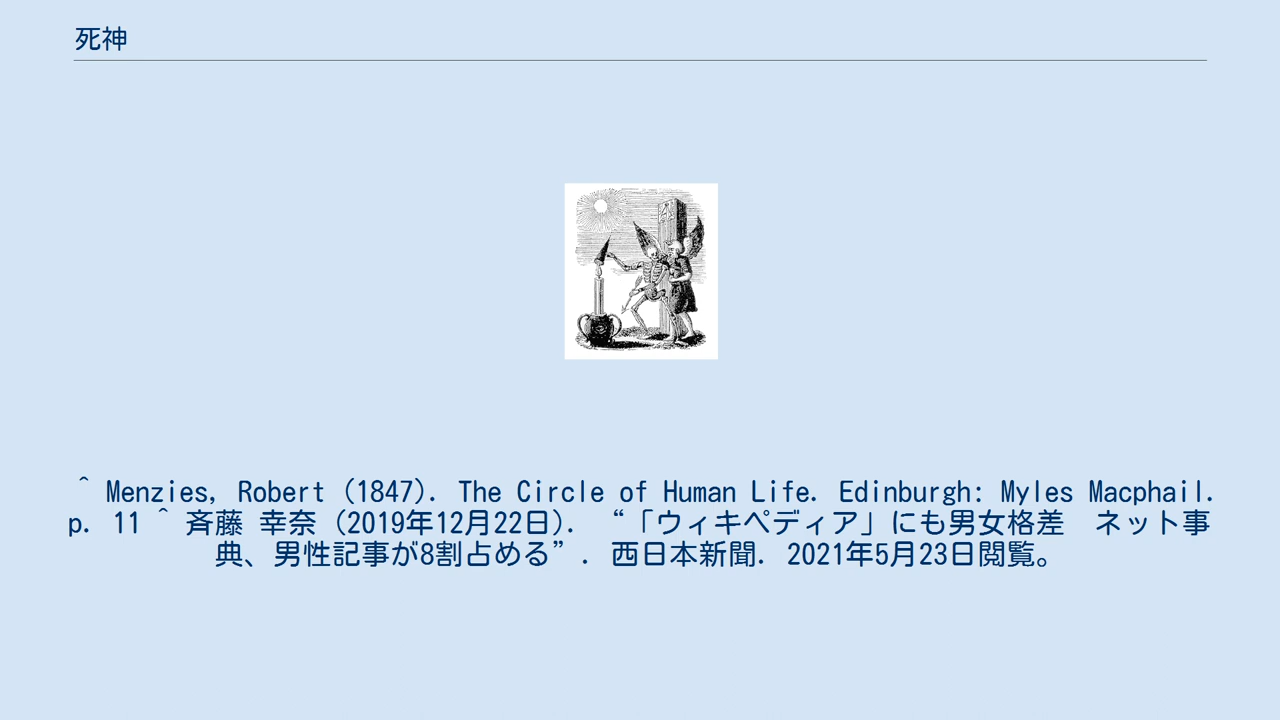 死神
^ Menzies, Robert (1847). The Circle of Human Life. Edinburgh: Myles Macphail.
p. 11 ^ 斉藤 幸奈 (2019年12月22日). “「ウィキペディア」にも男女格差　ネット事
典、男性記事が8割占める”. 西日本新聞. 2021年5月23日閲覧。